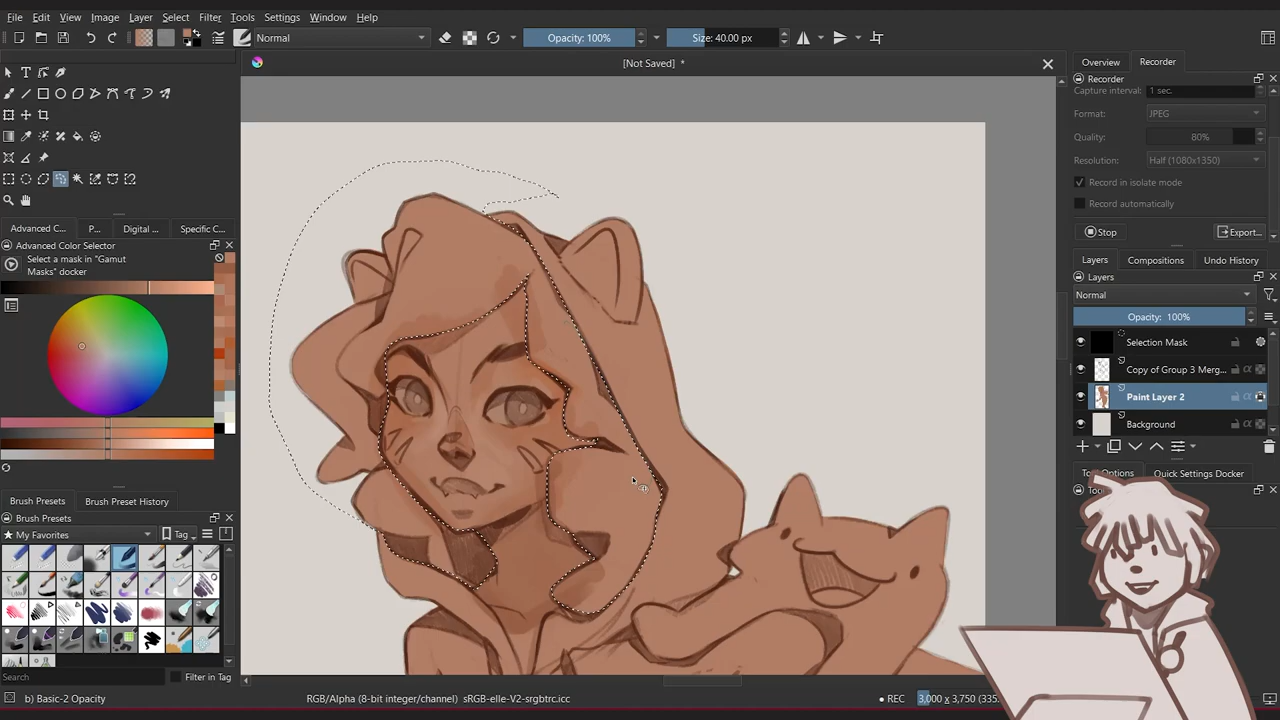 File Edit View Image Layer Select Filter Tools Settings Window Help
Normal
Opacity: 100%
Size: 40.00 px
[Not Saved] *
Overview
Recorder
Recorder
Capture interval: 1 sec.
Format: JPEG
Quality: 80%
Resolution: Half (1080x1350)
Record in isolate mode
Record automatically
Stop
Export...
Layers
Compositions
Undo History
Layers
Normal
Opacity: 100%
Selection Mask
Copy of Group 3 Merg...
Paint Layer 2
Background
Quick Settings Docker
Advanced C...
P...
Digital ...
Specific C...
Advanced Color Selector
Select a mask in "Gamut
Masks" docker
Brush Presets
Brush Preset History
Brush Presets
My Favorites
Tag
Search
Filter in Tag
b) Basic-2 Opacity
RGB/Alpha (8-bit integer/channel) sRGB-elle-V2-srgbtrc.icc
REC
3,000 x 3,750 (335.